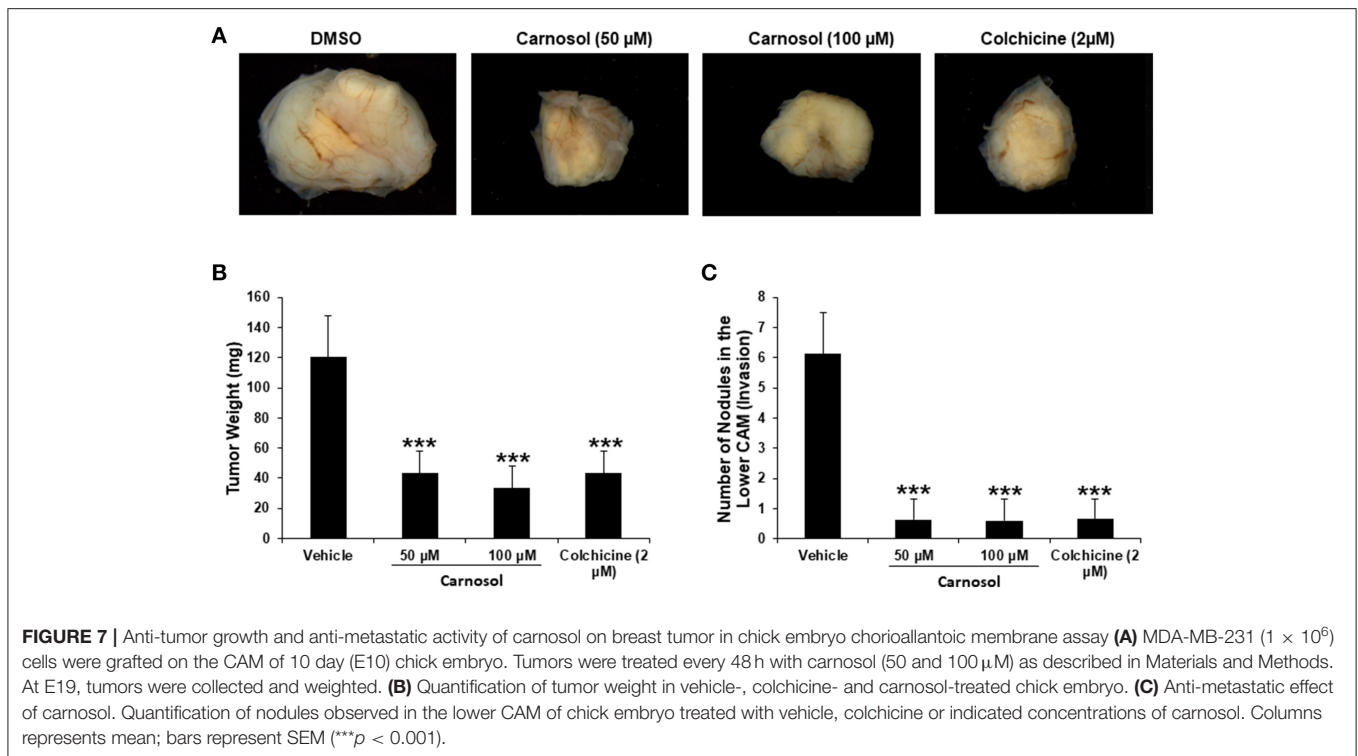 A
DMSO
Carnosol (50 µM)
Carnosol (100 µM)
Colchicine (2µM)
B
Tumor Weight (mg)
160
140
120
100
80
60
40
20
0
***
***
***
Vehicle
50 µM
100 µM
Colchicine (2
µM)
Carnosol
C
Number of Nodules in the
Lower CAM (Invasion)
8
7
6
5
4
3
2
1
0
***
***
***
Vehicle
50 µM
100 µM
Colchicine (2
µM)
Carnosol
FIGURE 7 | Anti-tumor growth and anti-metastatic activity of carnosol on breast tumor in chick embryo chorioallantoic membrane assay (A) MDA-MB-231 (1 × 10⁶)
cells were grafted on the CAM of 10 day (E10) chick embryo. Tumors were treated every 48 h with carnosol (50 and 100 µM) as described in Materials and Methods.
At E19, tumors were collected and weighted. (B) Quantification of tumor weight in vehicle-, colchicine- and carnosol-treated chick embryo. (C) Anti-metastatic effect
of carnosol. Quantification of nodules observed in the lower CAM of chick embryo treated with vehicle, colchicine or indicated concentrations of carnosol. Columns
represents mean; bars represent SEM (***p < 0.001).